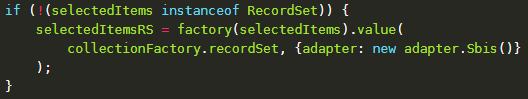 if (!(selectedItems instanceof RecordSet)) {
    selectedItemsRS = factory(selectedItems).value(
        collectionFactory.recordSet, {adapter: new adapter.Sbis()}
    );
}